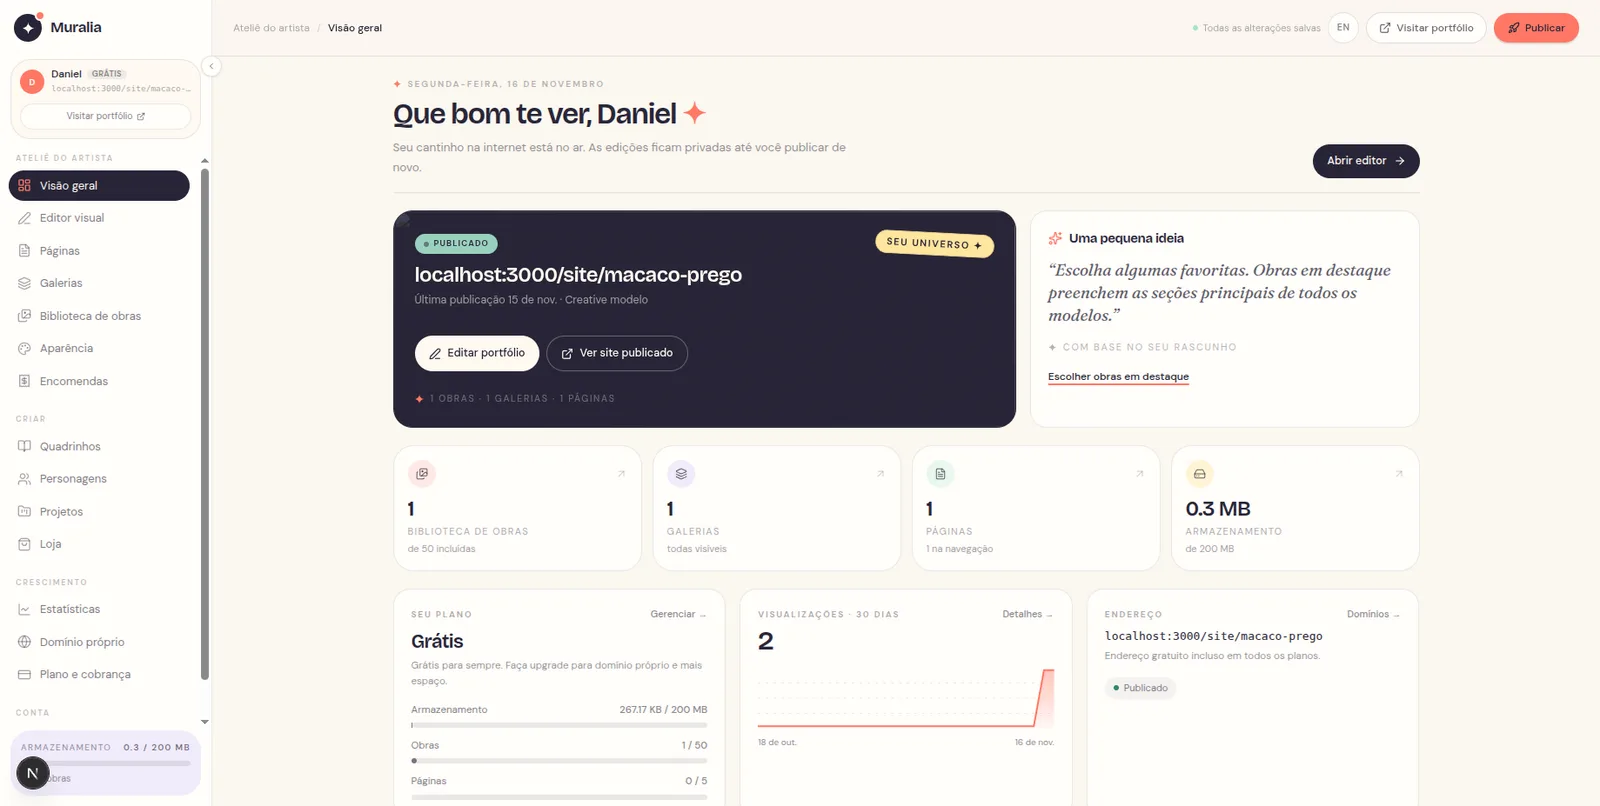 Muralia
Ateliê do artista / Visão geral
Todas as alterações salvas
EN
Visitar portfólio
Publicar
D
Daniel GRÁTIS
localhost:3000/site/macaco-…
Visitar portfólio
ATELIÊ DO ARTISTA
Visão geral
Editor visual
Páginas
Galerias
Biblioteca de obras
Aparência
Encomendas
CRIAR
Quadrinhos
Personagens
Projetos
Loja
CRESCIMENTO
Estatísticas
Domínio próprio
Plano e cobrança
CONTA
ARMAZENAMENTO 0.3 / 200 MB
obras
N
SEGUNDA-FEIRA, 16 DE NOVEMBRO
Que bom te ver, Daniel
Seu cantinho na internet está no ar. As edições ficam privadas até você publicar de
novo.
Abrir editor →
PUBLICADO
SEU UNIVERSO
localhost:3000/site/macaco-prego
Última publicação 15 de nov. · Creative modelo
Editar portfólio
Ver site publicado
1 OBRAS · 1 GALERIAS · 1 PÁGINAS
Uma pequena ideia
“Escolha algumas favoritas. Obras em destaque
preenchem as seções principais de todos os
modelos.”
COM BASE NO SEU RASCUNHO
Escolher obras em destaque
1
BIBLIOTECA DE OBRAS
de 50 incluídas
1
GALERIAS
todas visíveis
1
PÁGINAS
1 na navegação
0.3 MB
ARMAZENAMENTO
de 200 MB
SEU PLANO
Gerenciar →
Grátis
Grátis para sempre. Faça upgrade para domínio próprio e mais
espaço.
Armazenamento 267.17 KB / 200 MB
Obras 1 / 50
Páginas 0 / 5
VISUALIZAÇÕES · 30 DIAS
Detalhes →
2
18 de out.
16 de nov.
ENDEREÇO
Domínios →
localhost:3000/site/macaco-prego
Endereço gratuito incluso em todos os planos.
Publicado